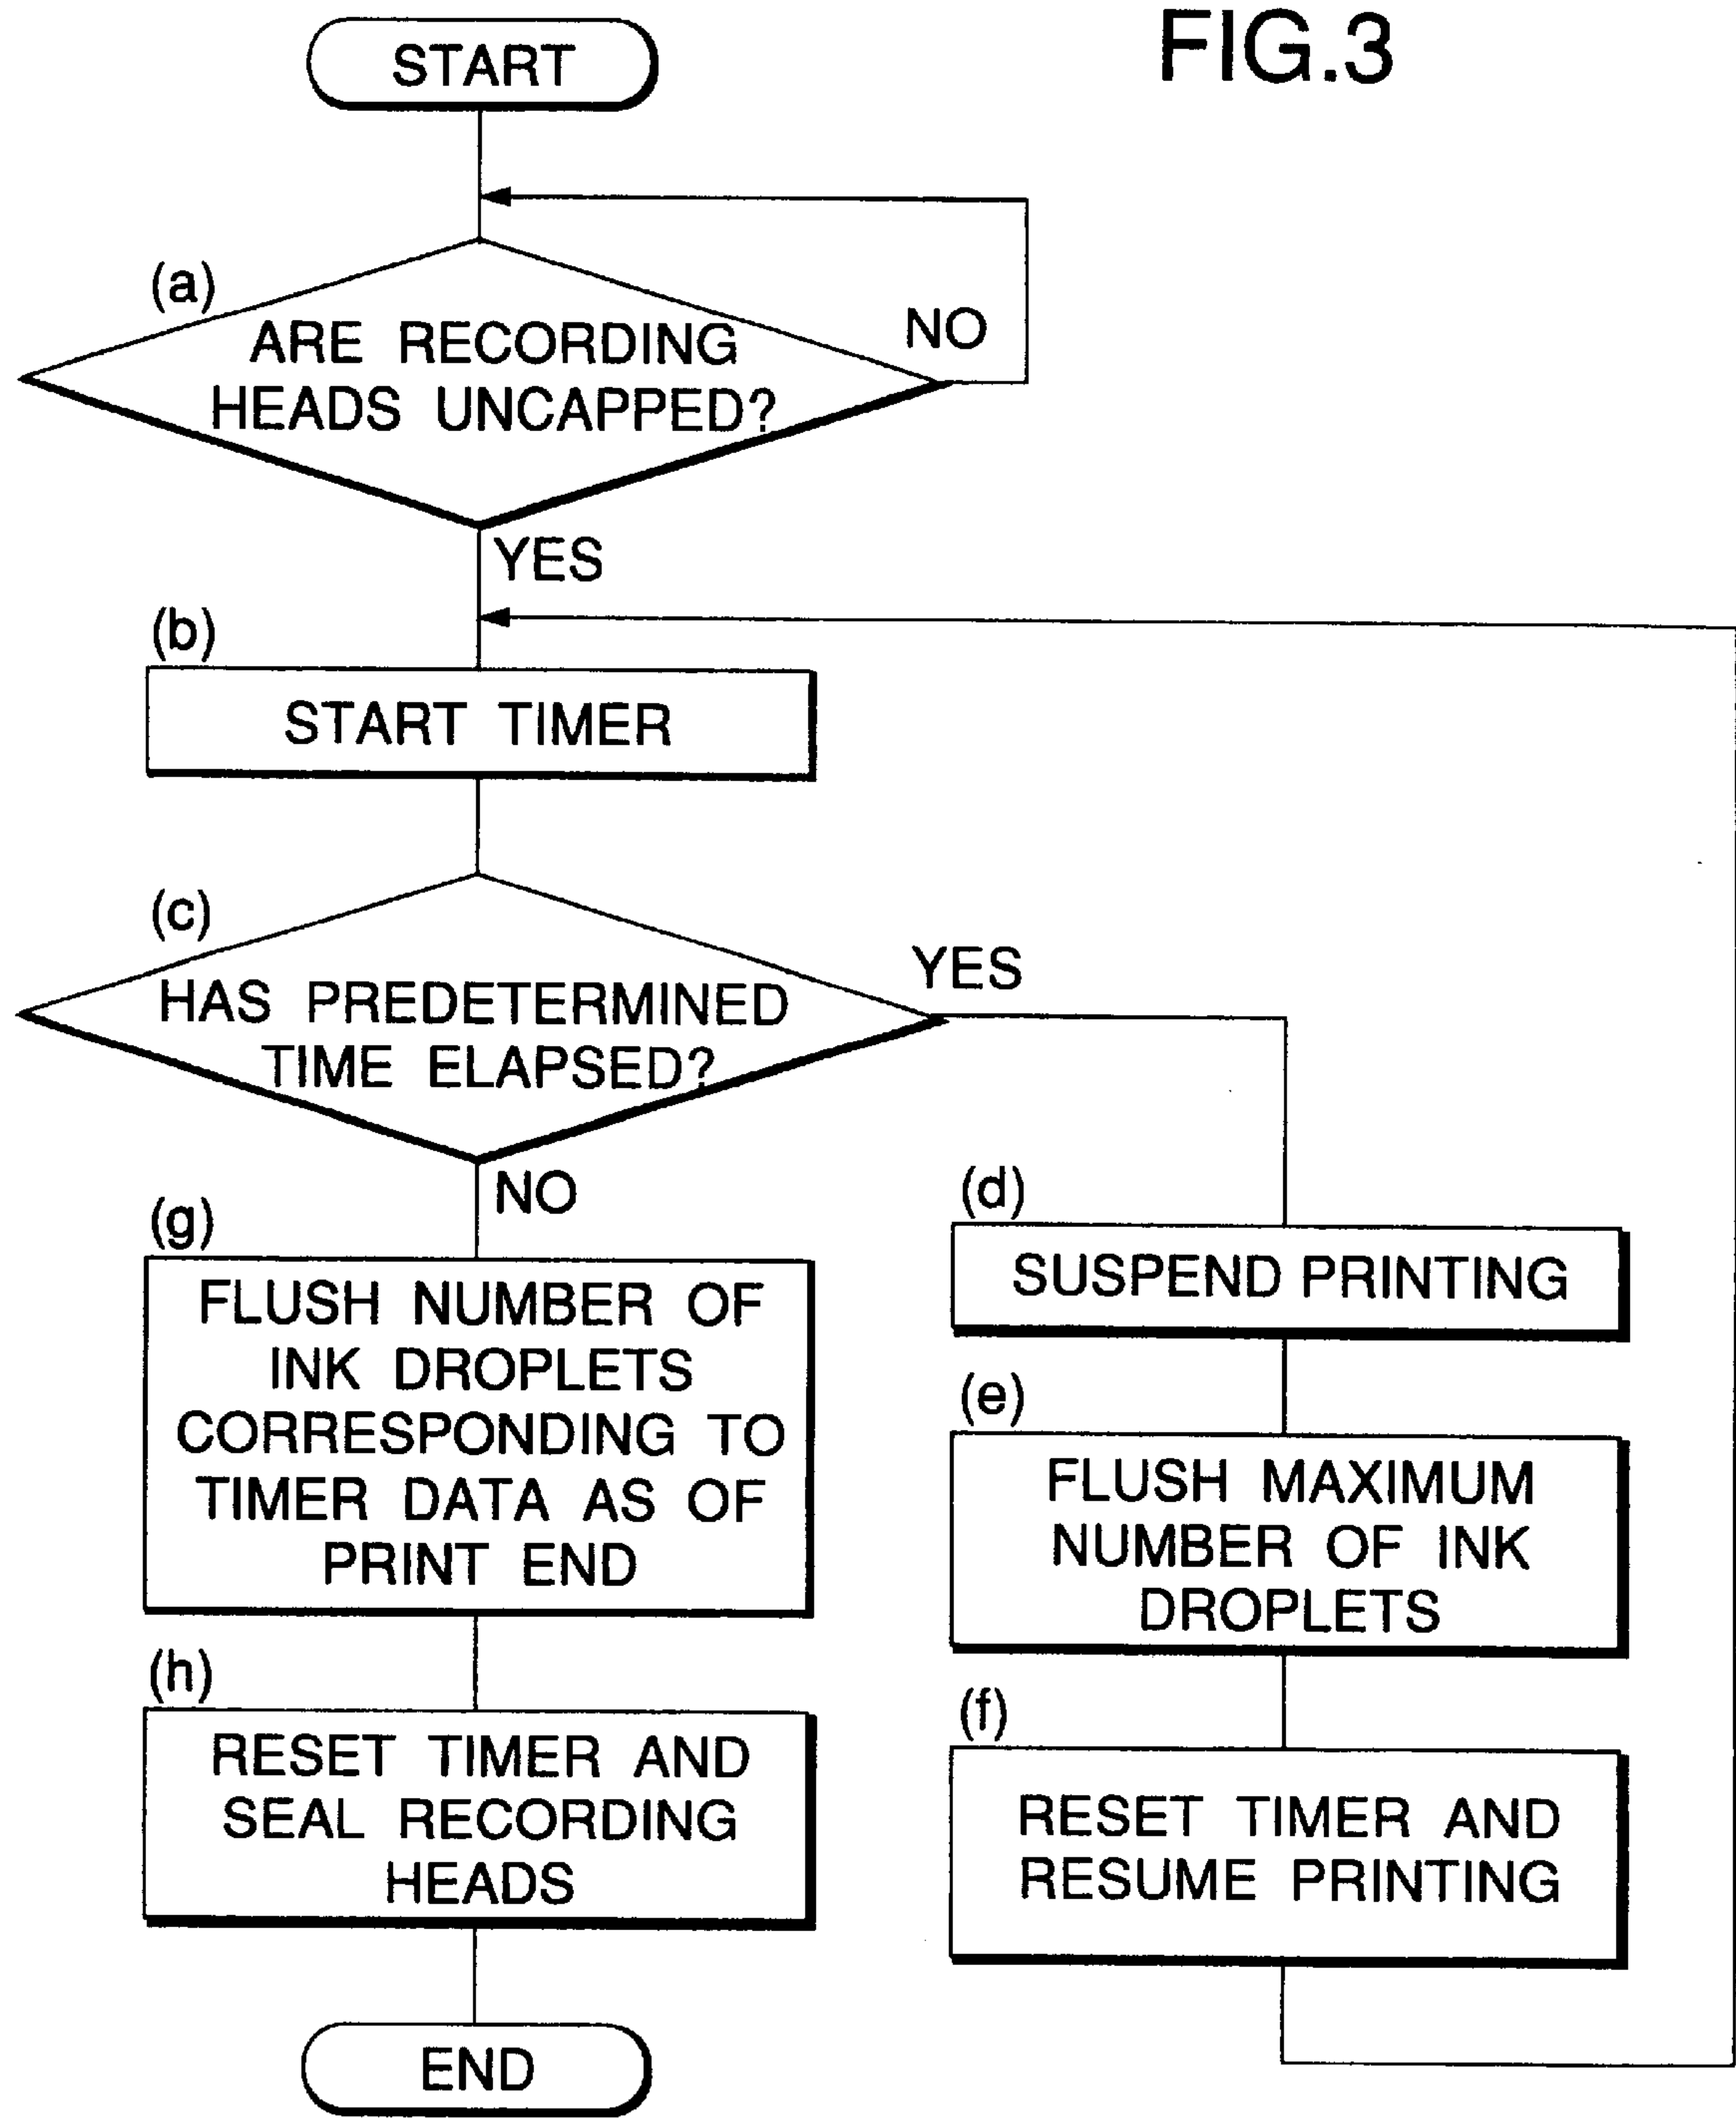 FIG.3
START
(a)
ARE RECORDING
HEADS UNCAPPED?
NO
YES
(b)
START TIMER
(c)
HAS PREDETERMINED
TIME ELAPSED?
YES
NO
(d)
SUSPEND PRINTING
(e)
FLUSH MAXIMUM
NUMBER OF INK
DROPLETS
(f)
RESET TIMER AND
RESUME PRINTING
(g)
FLUSH NUMBER OF
INK DROPLETS
CORRESPONDING TO
TIMER DATA AS OF
PRINT END
(h)
RESET TIMER AND
SEAL RECORDING
HEADS
END